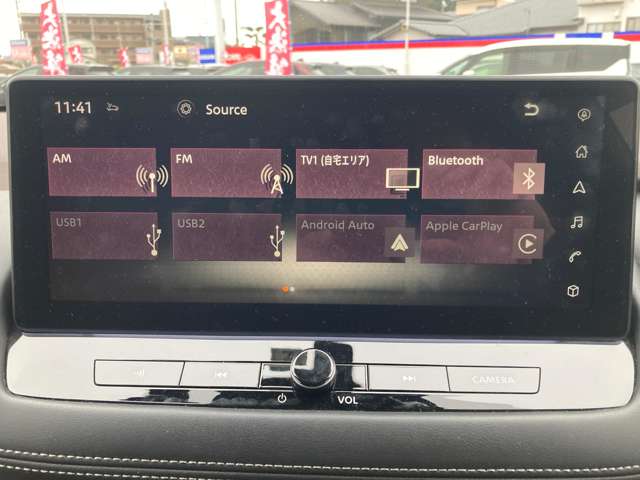 11:41
Source
AM
FM
TV1 (自宅エリア)
Bluetooth
USB1
USB2
Android Auto
Apple CarPlay
VOL
CAMERA